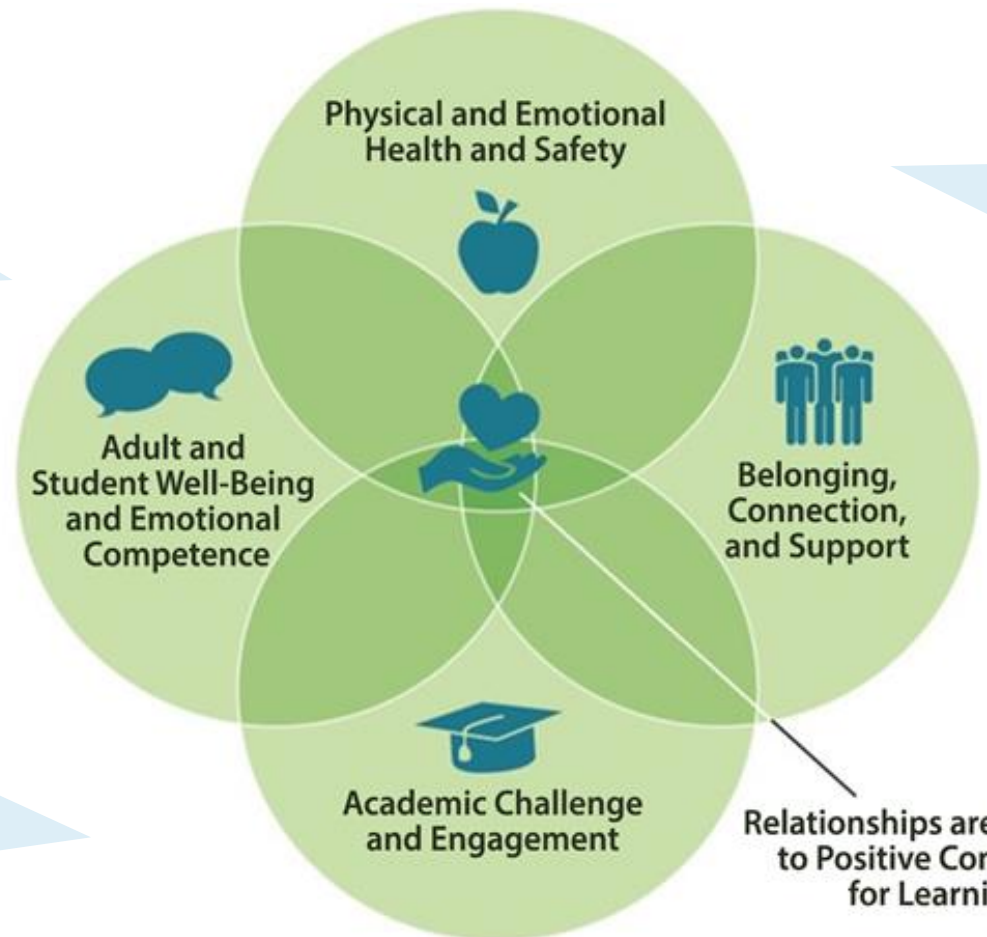 Physical and Emotional
Health and Safety
Adult and
Student Well-Being
and Emotional
Competence
Belonging,
Connection,
and Support
Academic Challenge
and Engagement
Relationships are
to Positive
for